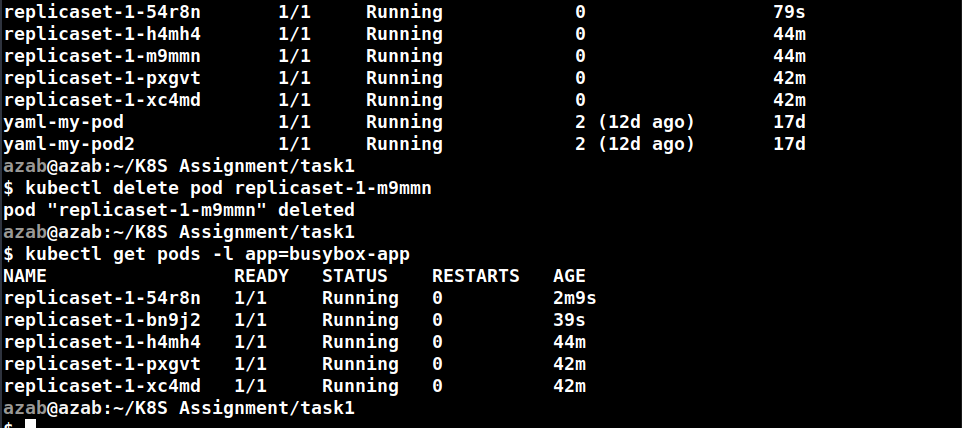 replicaset-1-54r8n       1/1     Running            0                 79s
replicaset-1-h4mh4       1/1     Running            0                 44m
replicaset-1-m9mmn       1/1     Running            0                 44m
replicaset-1-pxgvt       1/1     Running            0                 42m
replicaset-1-xc4md       1/1     Running            0                 42m
yaml-my-pod              1/1     Running            2 (12d ago)       17d
yaml-my-pod2             1/1     Running            2 (12d ago)       17d
azab@azab:~/K8S Assignment/task1
$ kubectl delete pod replicaset-1-m9mmn
pod "replicaset-1-m9mmn" deleted
azab@azab:~/K8S Assignment/task1
$ kubectl get pods -l app=busybox-app
NAME                 READY   STATUS    RESTARTS   AGE
replicaset-1-54r8n   1/1     Running   0          2m9s
replicaset-1-bn9j2   1/1     Running   0          39s
replicaset-1-h4mh4   1/1     Running   0          44m
replicaset-1-pxgvt   1/1     Running   0          42m
replicaset-1-xc4md   1/1     Running   0          42m
azab@azab:~/K8S Assignment/task1
$